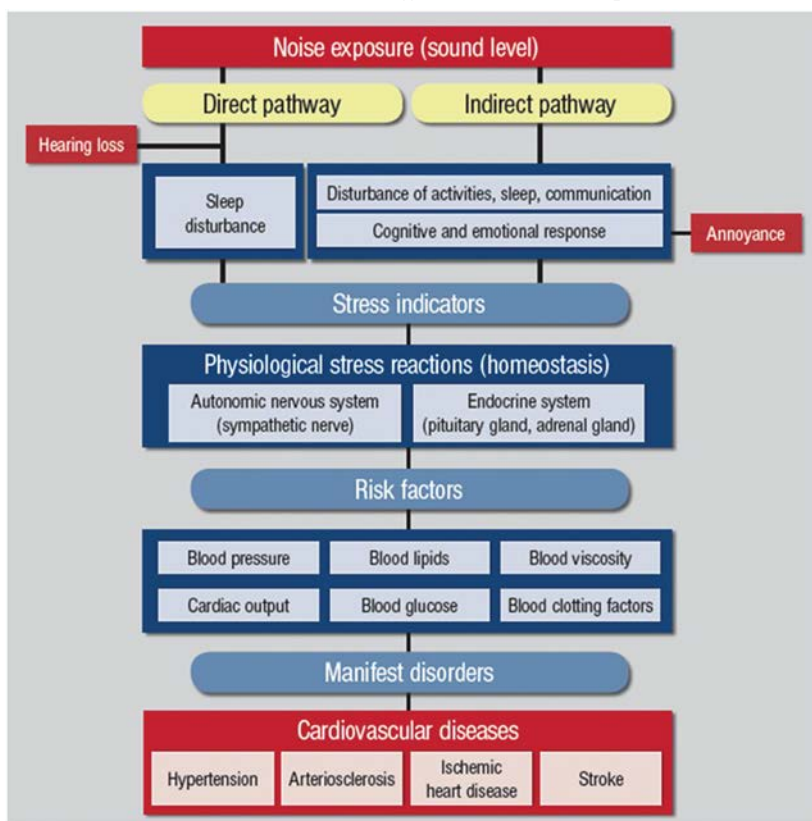 Noise exposure (sound level)
Direct pathway
Indirect pathway
Hearing loss
Sleep
disturbance
Disturbance of activities, sleep, communication
Cognitive and emotional response
Annoyance
Stress indicators
Physiological stress reactions (homeostasis)
Autonomic nervous system
(sympathetic nerve)
Endocrine system
(pituitary gland, adrenal gland)
Risk factors
Blood pressure
Blood lipids
Blood viscosity
Cardiac output
Blood glucose
Blood clotting factors
Manifest disorders
Cardiovascular diseases
Hypertension
Arteriosclerosis
Ischemic
heart disease
Stroke